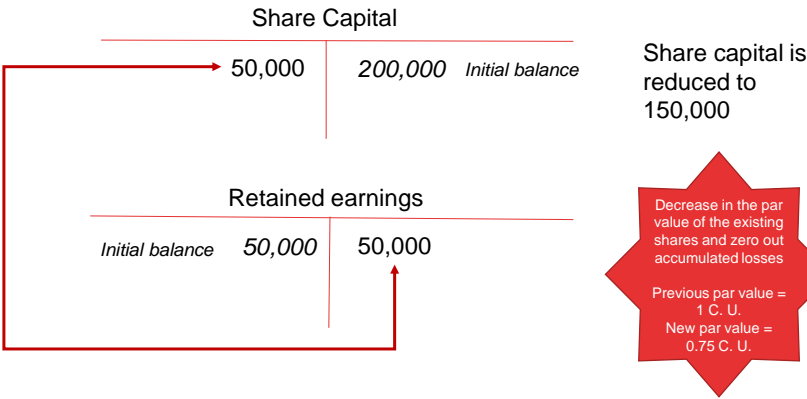 Share Capital
50,000 200,000 Initial balance
Share capital is
reduced to
150,000
Retained earnings
Initial balance 50,000 50,000
Decrease in the par
value of the existing
shares and zero out
accumulated losses
Previous par value =
1 C. U.
New par value =
0.75 C. U.